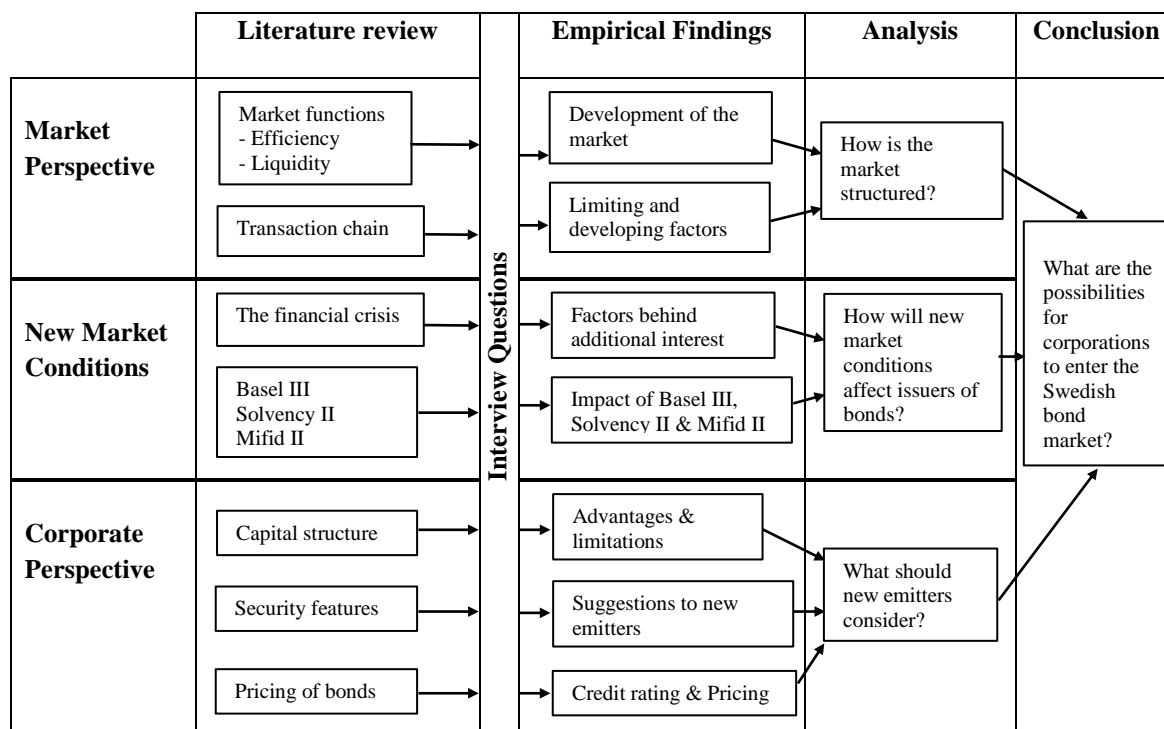 Literature review
Empirical Findings
Analysis
Conclusion
Interview Questions
Market
Perspective
Market functions
- Efficiency
- Liquidity
Transaction chain
Development of the
market
Limiting and
developing factors
How is the
market
structured?
New Market
Conditions
The financial crisis
Basel III
Solvency II
Mifid II
Factors behind
additional interest
Impact of Basel III,
Solvency II & Mifid II
How will new
market
conditions
affect issuers of
bonds?
What are the
possibilities
for
corporations
to enter the
Swedish
bond
market?
Corporate
Perspective
Capital structure
Security features
Pricing of bonds
Advantages &
limitations
Suggestions to new
emitters
Credit rating & Pricing
What should
new emitters
consider?